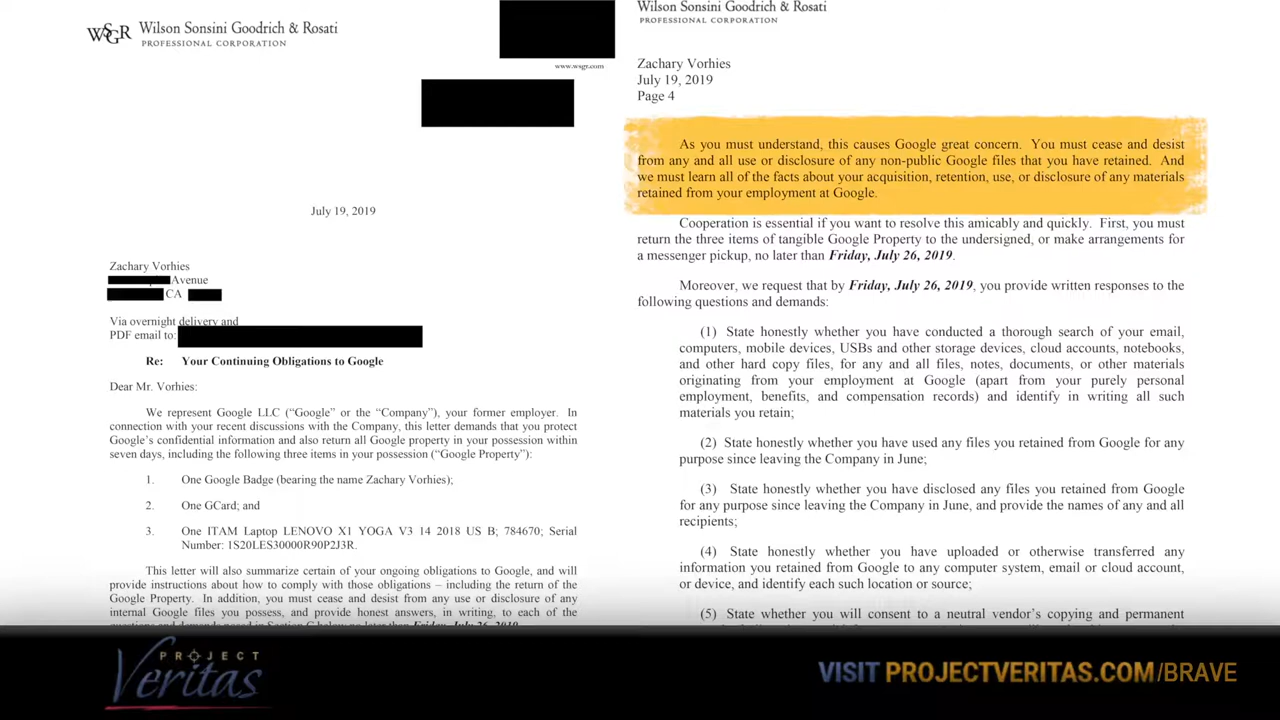 WSGR Wilson Sonsini Goodrich & Rosati
PROFESSIONAL CORPORATION
www.wsgr.com
July 19, 2019
Zachary Vorhies
Avenue
CA
Via overnight delivery and
PDF email to:
Re: Your Continuing Obligations to Google
Dear Mr. Vorhies:
We represent Google LLC (“Google” or the “Company”), your former employer. In
connection with your recent discussions with the Company, this letter demands that you protect
Google’s confidential information and also return all Google property in your possession within
seven days, including the following three items in your possession (“Google Property”):
1. One Google Badge (bearing the name Zachary Vorhies);
2. One GCard; and
3. One ITAM Laptop LENOVO X1 YOGA V3 14 2018 US B; 784670; Serial
Number: 1S20LES30000R90P2J3R.
This letter will also summarize certain of your ongoing obligations to Google, and will
provide instructions about how to comply with those obligations – including the return of the
Google Property. In addition, you must cease and desist from any use or disclosure of any
internal Google files you possess, and provide honest answers, in writing, to each of the
questions and demands posed in Section C below no later than Friday, July 26, 2019.
Wilson Sonsini Goodrich & Rosati
PROFESSIONAL CORPORATION
Zachary Vorhies
July 19, 2019
Page 4
As you must understand, this causes Google great concern. You must cease and desist
from any and all use or disclosure of any non-public Google files that you have retained. And
we must learn all of the facts about your acquisition, retention, use, or disclosure of any materials
retained from your employment at Google.
Cooperation is essential if you want to resolve this amicably and quickly. First, you must
return the three items of tangible Google Property to the undersigned, or make arrangements for
a messenger pickup, no later than Friday, July 26, 2019.
Moreover, we request that by Friday, July 26, 2019, you provide written responses to the
following questions and demands:
(1) State honestly whether you have conducted a thorough search of your email,
computers, mobile devices, USBs and other storage devices, cloud accounts, notebooks,
and other hard copy files, for any and all files, notes, documents, or other materials
originating from your employment at Google (apart from your purely personal
employment, benefits, and compensation records) and identify in writing all such
materials you retain;
(2) State honestly whether you have used any files you retained from Google for any
purpose since leaving the Company in June;
(3) State honestly whether you have disclosed any files you retained from Google
for any purpose since leaving the Company in June, and provide the names of any and all
recipients;
(4) State honestly whether you have uploaded or otherwise transferred any
information you retained from Google to any computer system, email or cloud account,
or device, and identify each such location or source;
(5) State whether you will consent to a neutral vendor’s copying and permanent
PROJECT
Veritas
VISIT PROJECTVERITAS.COM/BRAVE